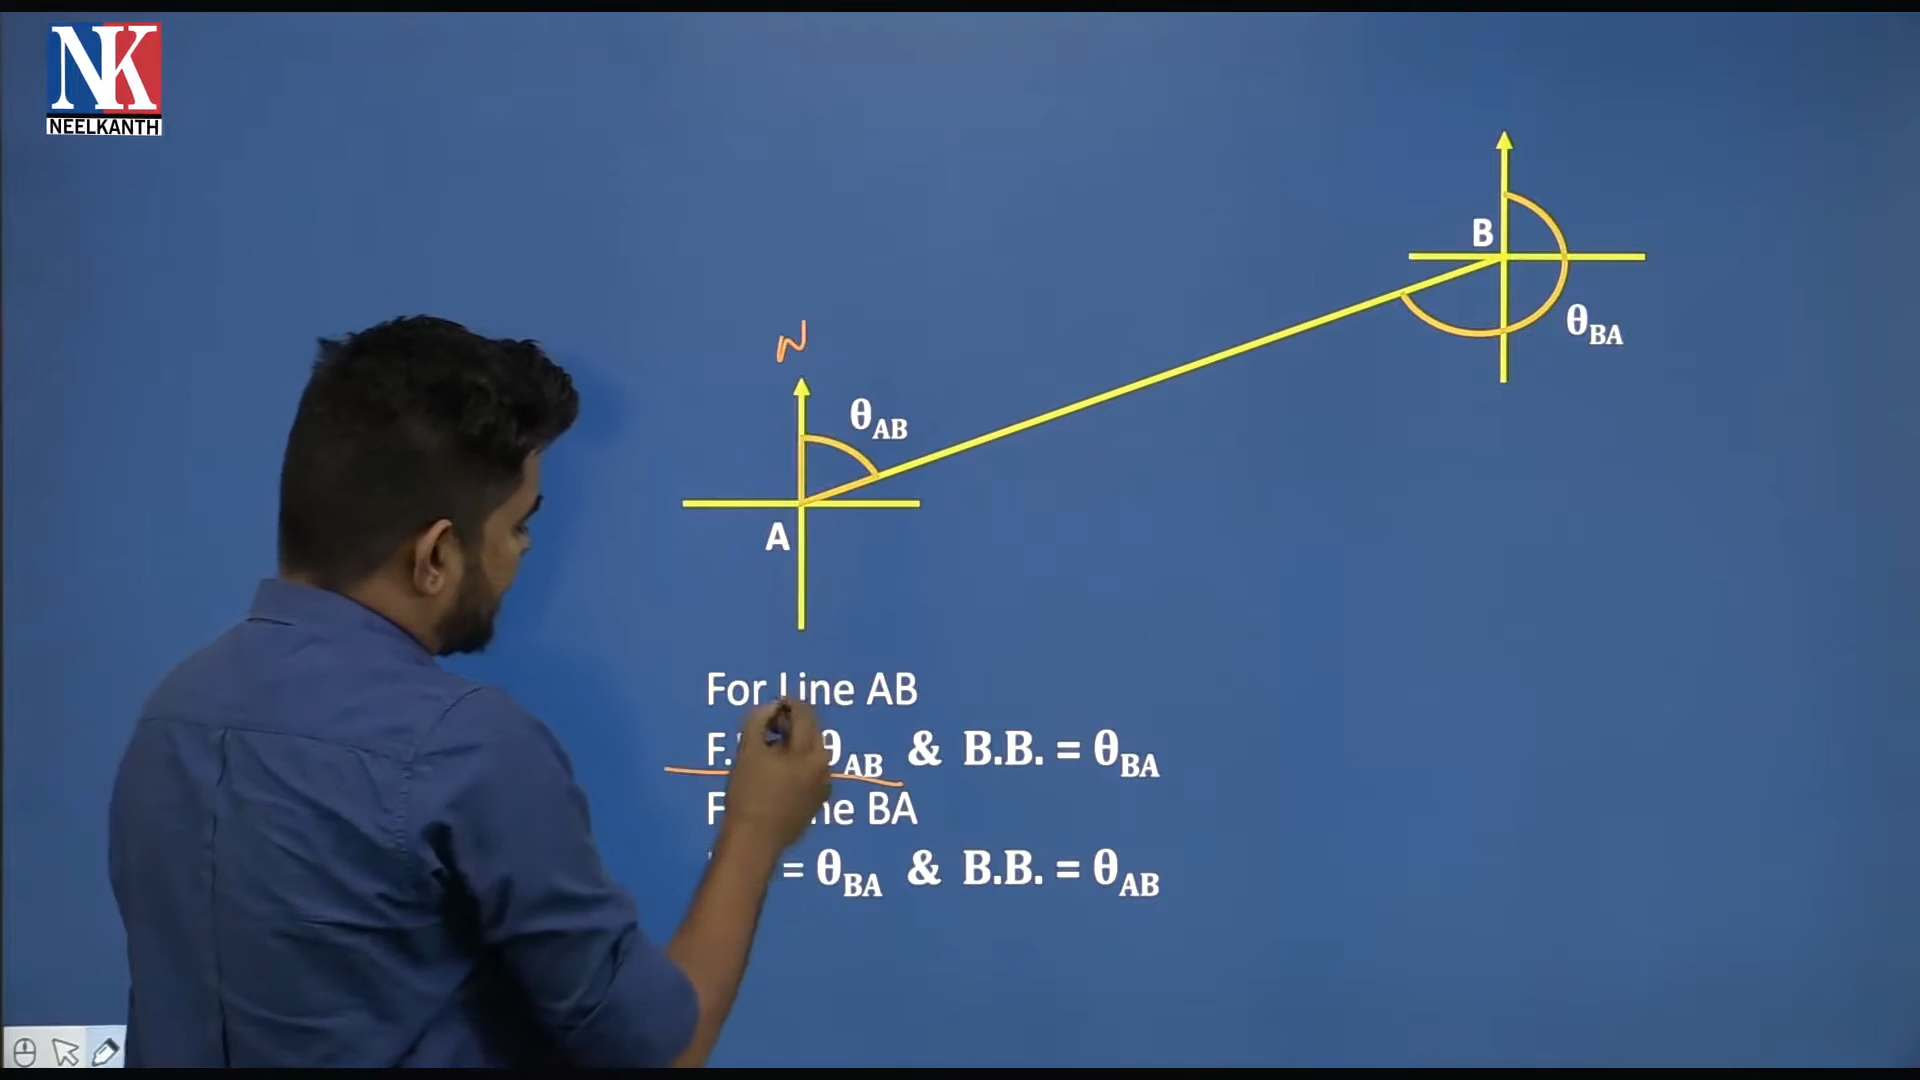 NK
NEELKANTH
B
θBA
N
θAB
A
For Line AB
θAB & B.B. = θBA
BA
= θBA & B.B. = θAB